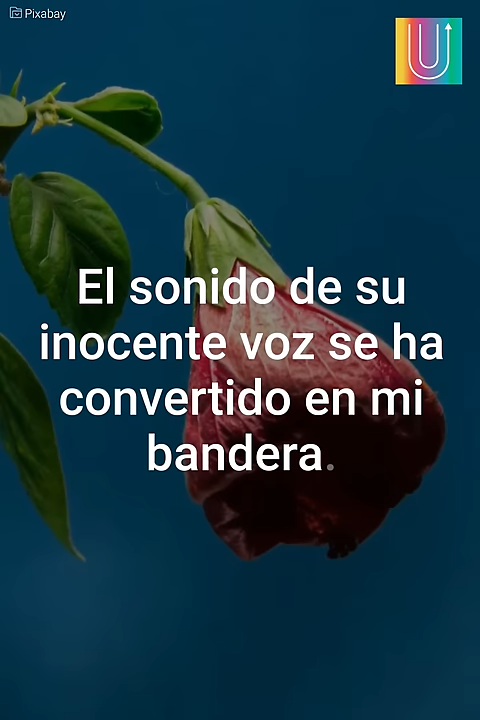 Pixabay
El sonido de su
inocente voz se ha
convertido en mi
bandera.